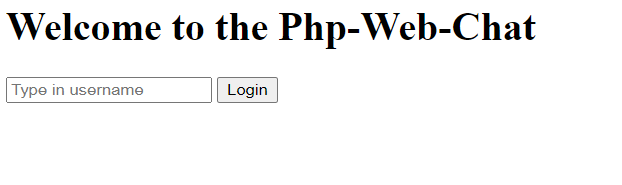 Welcome to the Php-Web-Chat
Type in username Login